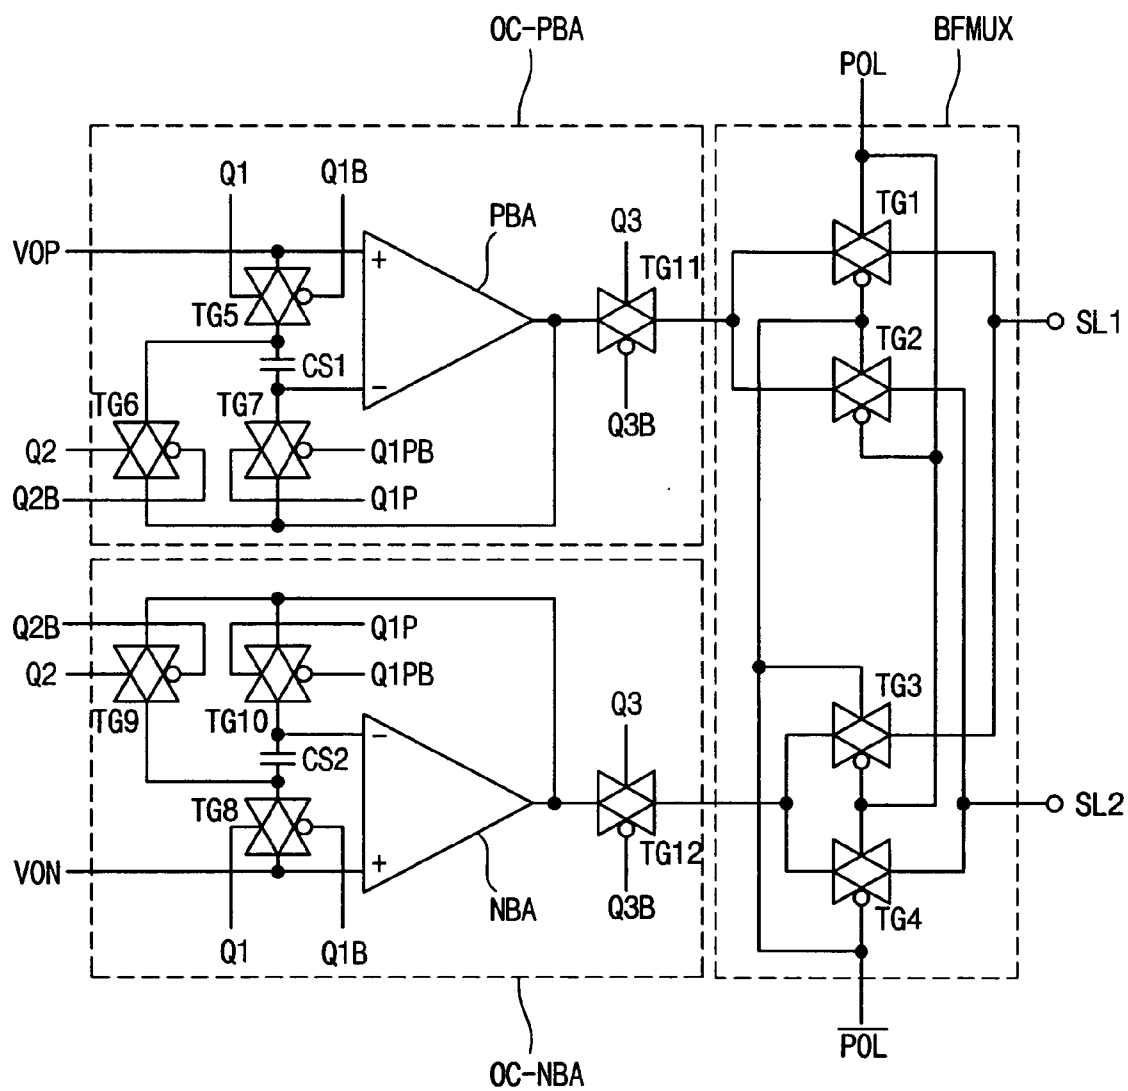 OC-PBA
BFMUX
POL
Q1
Q1B
PBA
Q3
TG1
VOP
TG11
TG5
SL1
CS1
TG2
TG6
TG7
Q2
Q1PB
Q3B
Q2B
Q1P
Q2B
Q1P
Q2
Q1PB
TG3
TG9
TG10
Q3
CS2
TG8
SL2
TG12
VON
NBA
Q3B
TG4
Q1
Q1B
POL
OC-NBA